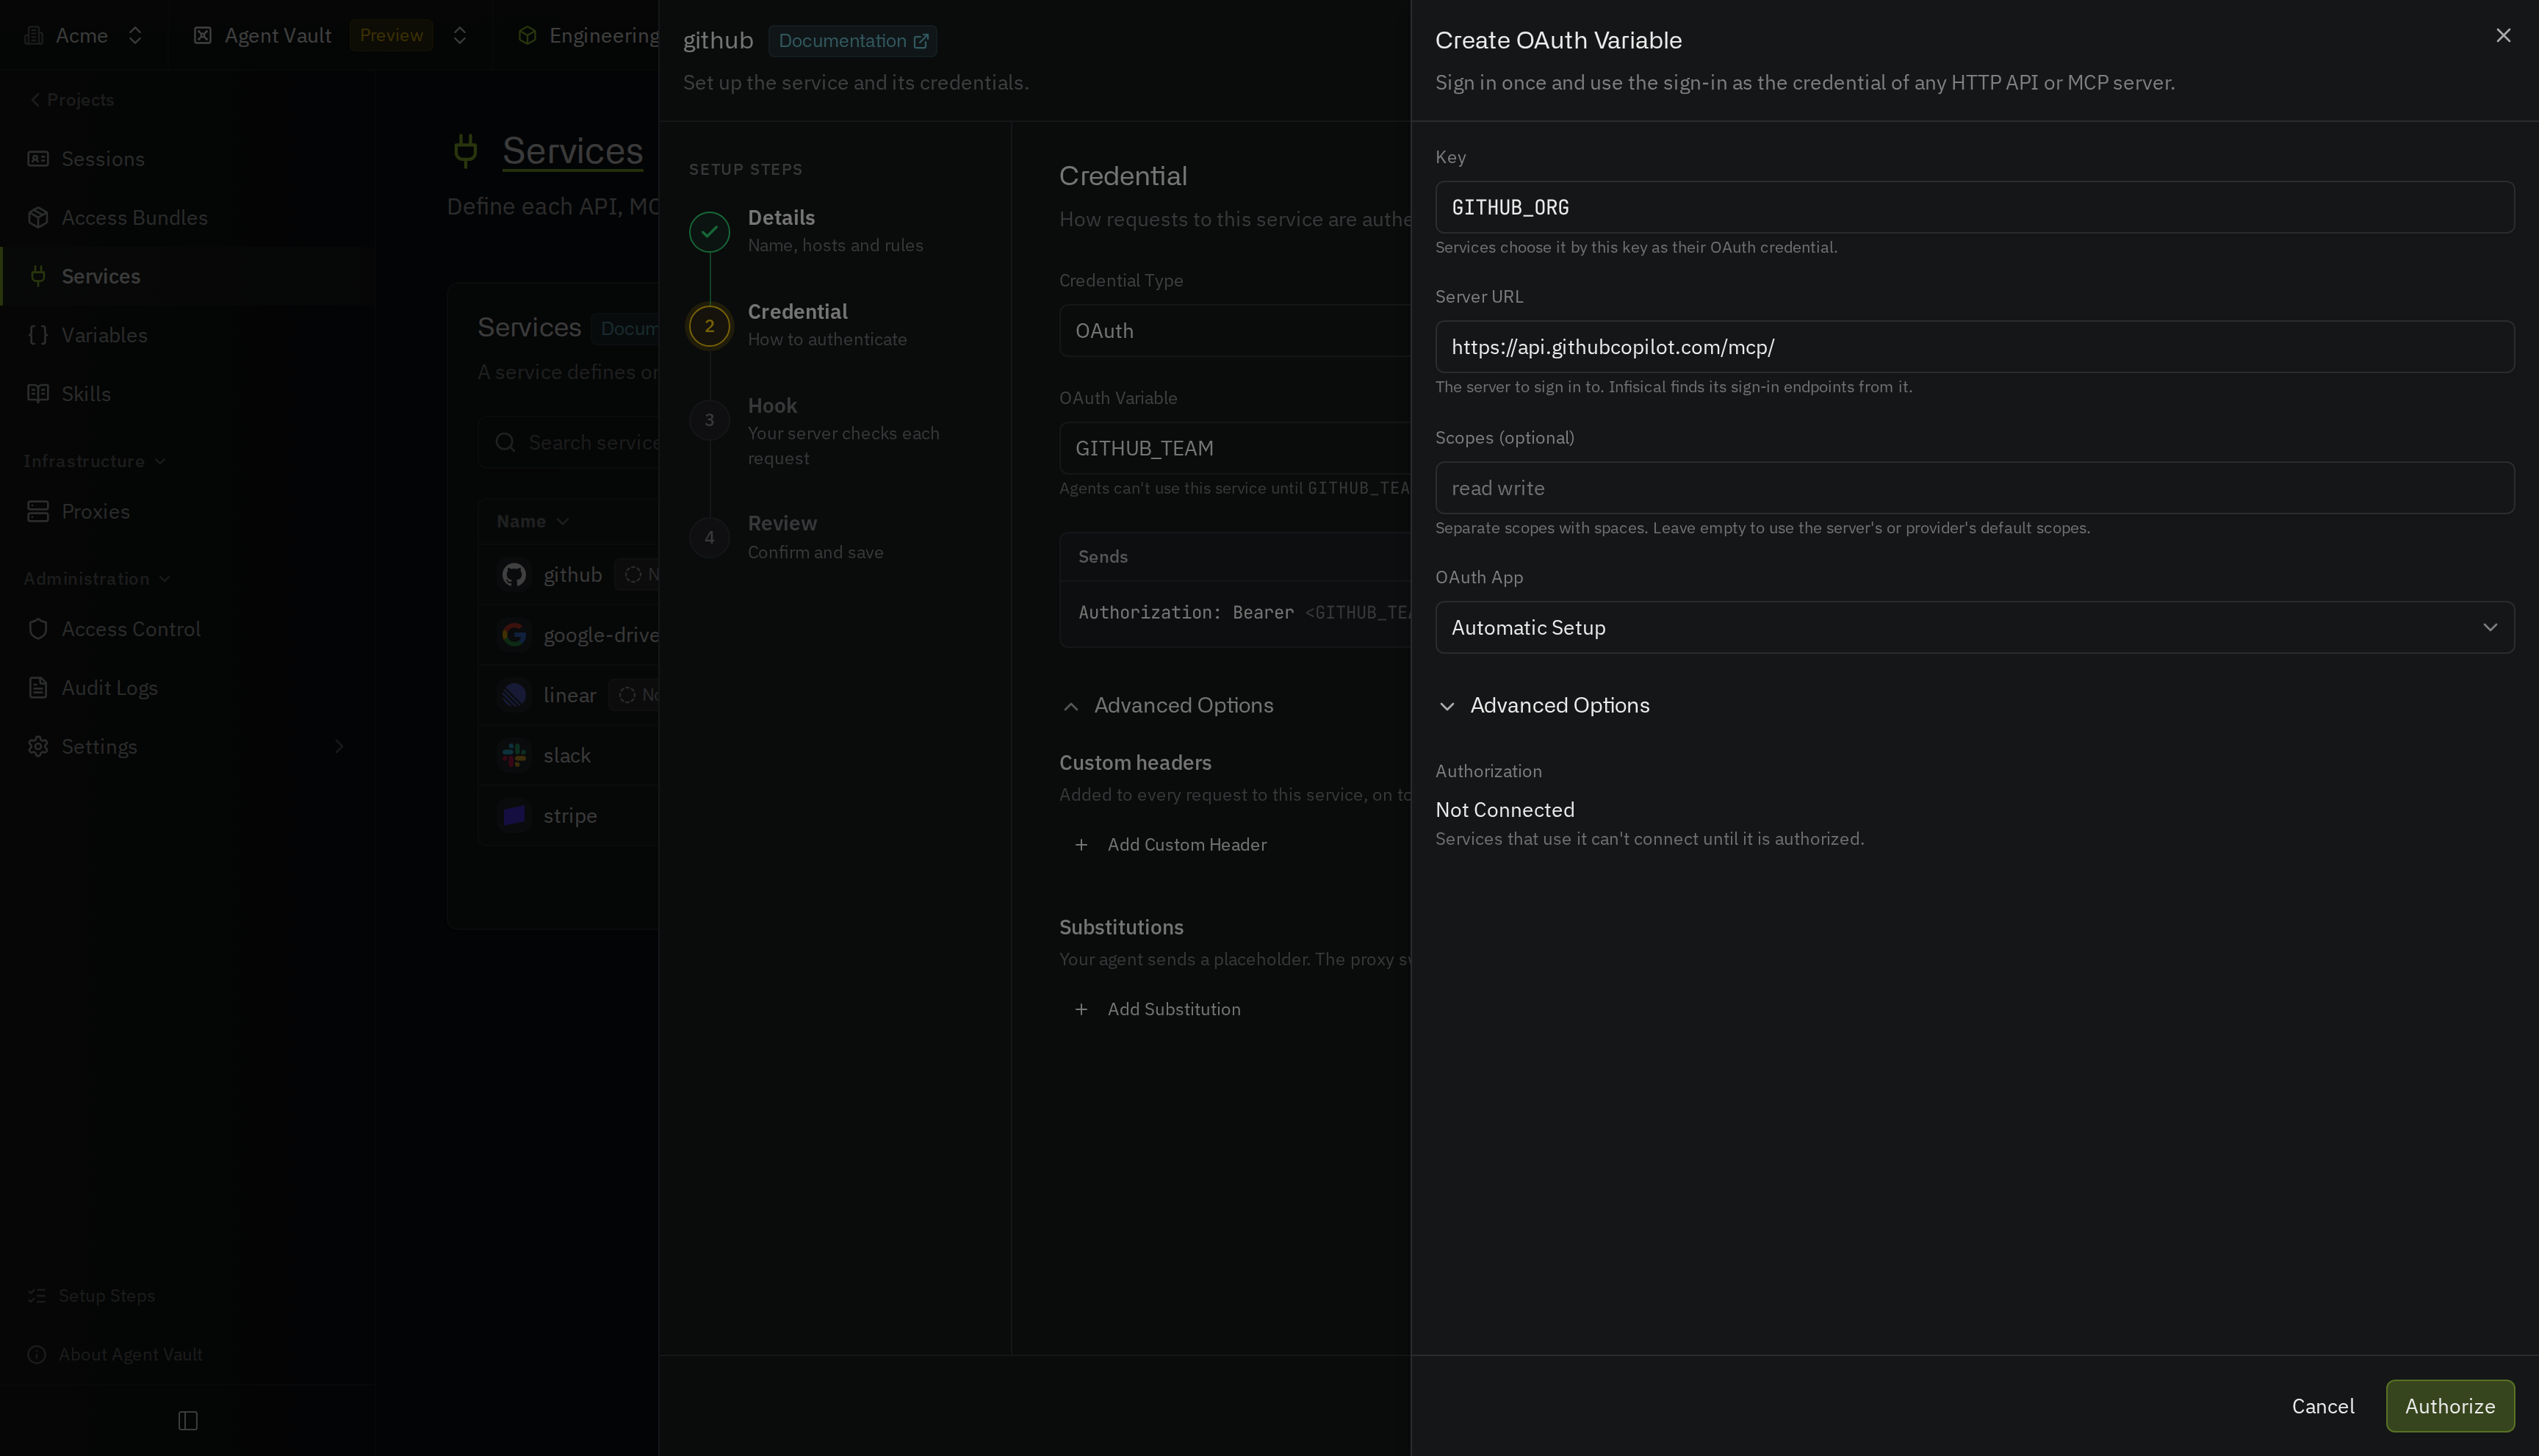 Acme
Agent Vault
Preview
Engineering
Projects
Sessions
Access Bundles
Services
Variables
Skills
Infrastructure
Proxies
Administration
Access Control
Audit Logs
Settings
Setup Steps
About Agent Vault
Services
Define each API,
Services
A service defines
Search
Name
github
google-drive
linear
slack
stripe
github
Documentation
Set up the service and its credentials.
SETUP STEPS
Details
Name, hosts and rules
2
Credential
How to authenticate
3
Hook
Your server checks each
request
4
Review
Confirm and save
Credential
How requests to this service are
Credential Type
OAuth
OAuth Variable
GITHUB_TEAM
Agents can't use this service until
Sends
Authorization: Bearer
Advanced Options
Custom headers
Added to every request to this service, on
Add Custom Header
Substitutions
Your agent sends a placeholder. The proxy
Add Substitution
Create OAuth Variable
Sign in once and use the sign-in as the credential of any HTTP API or MCP server.
Key
GITHUB_ORG
Services choose it by this key as their OAuth credential.
Server URL
https://api.githubcopilot.com/mcp/
The server to sign in to. Infisical finds its sign-in endpoints from it.
Scopes (optional)
read write
Separate scopes with spaces. Leave empty to use the server's or provider's default scopes.
OAuth App
Automatic Setup
Advanced Options
Authorization
Not Connected
Services that use it can't connect until it is authorized.
Cancel
Authorize